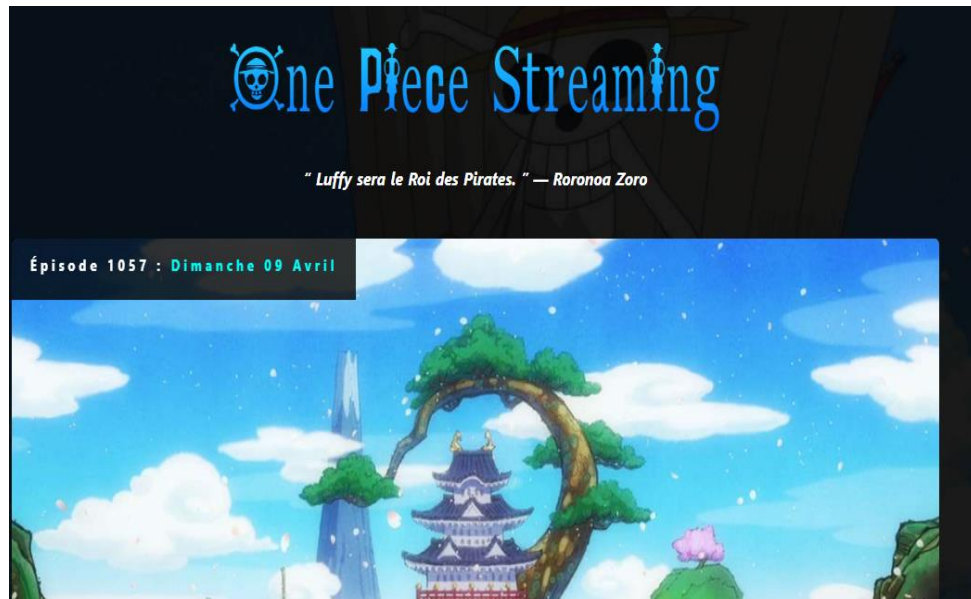 One Piece Streaming
“ Luffy sera le Roi des Pirates. ” — Roronoa Zoro
Épisode 1057 : Dimanche 09 Avril